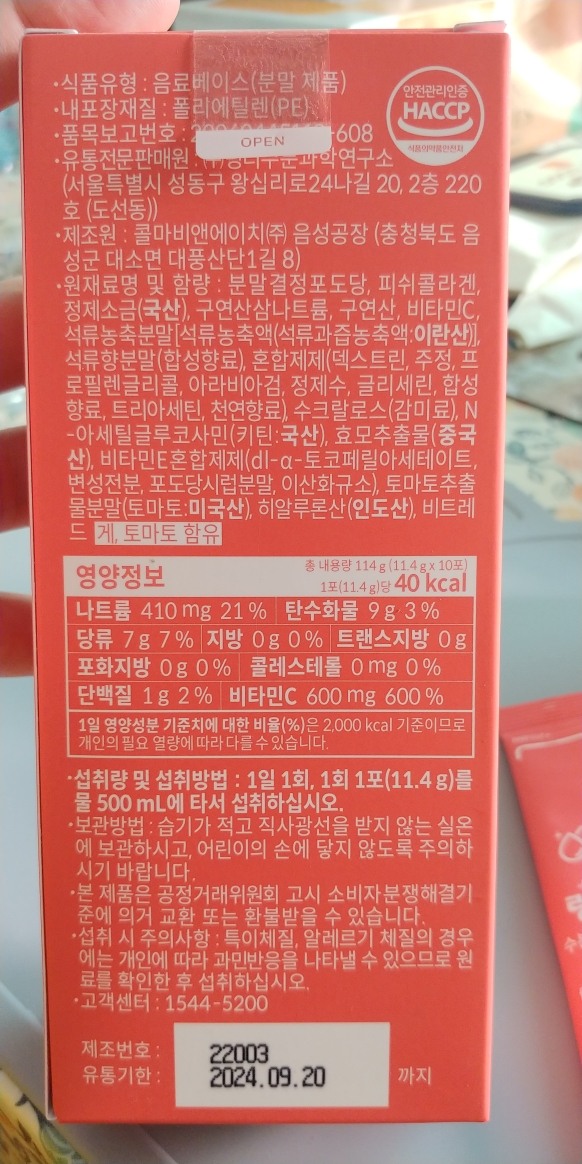 ·식품유형 : 음료베이스(분말 제품)
·내포장재질 : 폴리에틸렌(PE)
·품목보고번호 : -608
OPEN
안전관리인증
HACCP
식품의약품안전처
·유통전문판매원 :
(서울특별시 성동구 왕십리로24나길 20, 2층 220
호 (도선동))
·제조원 : 콜마비앤에이치㈜ 음성공장 (충청북도 음
성군 대소면 대풍산단1길 8)
·원재료명 및 함량 : 분말결정포도당, 피쉬콜라겐,
정제소금(국산), 구연산삼나트륨, 구연산, 비타민C,
석류농축분말[석류농축액(석류과즙농축액:이란산)],
석류향분말(합성향료), 혼합제제(덱스트린, 주정, 프
로필렌글리콜, 아라비아검, 정제수, 글리세린, 합성
향료, 트리아세틴, 천연향료), 수크랄로스(감미료), N
-아세틸글루코사민(키틴:국산), 효모추출물(중국
산), 비타민E혼합제제(dl-α-토코페릴아세테이트,
변성전분, 포도당시럽분말, 이산화규소), 토마토추출
물분말(토마토:미국산), 히알루론산(인도산), 비트레
드 게, 토마토 함유
영양정보
총 내용량 114 g (11.4 g x 10포)
1포(11.4 g)당 40 kcal
나트륨 410 mg 21 % 탄수화물 9 g 3 %
당류 7 g 7 % 지방 0 g 0 % 트랜스지방 0 g
포화지방 0 g 0 % 콜레스테롤 0 mg 0 %
단백질 1 g 2 % 비타민C 600 mg 600 %
1일 영양성분 기준치에 대한 비율(%)은 2,000 kcal 기준이므로
개인의 필요 열량에 따라 다를 수 있습니다.
·섭취량 및 섭취방법 : 1일 1회, 1회 1포(11.4 g)를
물 500 mL에 타서 섭취하십시오.
·보관방법 : 습기가 적고 직사광선을 받지 않는 실온
에 보관하시고, 어린이의 손에 닿지 않도록 주의하
시기 바랍니다.
·본 제품은 공정거래위원회 고시 소비자분쟁해결기
준에 의거 교환 또는 환불받을 수 있습니다.
·섭취 시 주의사항 : 특이체질, 알레르기 체질의 경우
에는 개인에 따라 과민반응을 나타낼 수 있으므로 원
료를 확인한 후 섭취하십시오.
·고객센터 : 1544-5200
제조번호 : 22003
유통기한 : 2024.09.20 까지